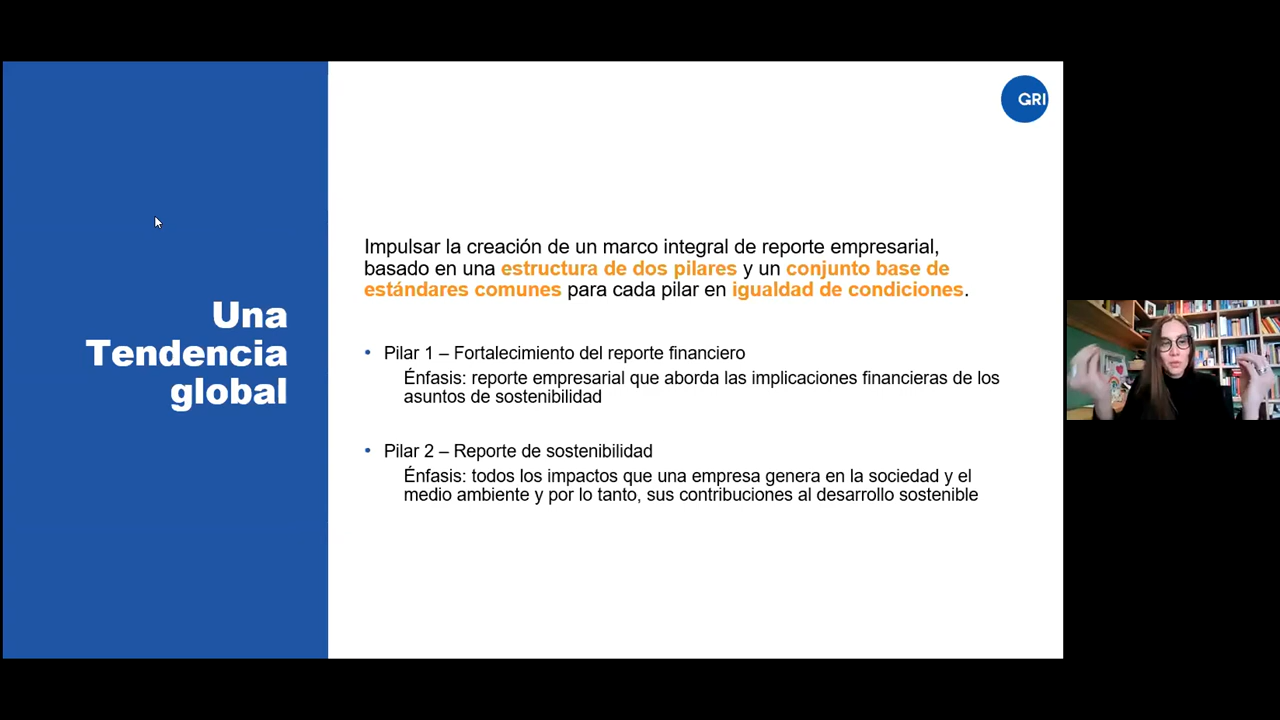 GRI
Una
Tendencia
global
Impulsar la creación de un marco integral de reporte empresarial,
basado en una estructura de dos pilares y un conjunto base de
estándares comunes para cada pilar en igualdad de condiciones.
• Pilar 1 – Fortalecimiento del reporte financiero
Énfasis: reporte empresarial que aborda las implicaciones financieras de los
asuntos de sostenibilidad
• Pilar 2 – Reporte de sostenibilidad
Énfasis: todos los impactos que una empresa genera en la sociedad y el
medio ambiente y por lo tanto, sus contribuciones al desarrollo sostenible